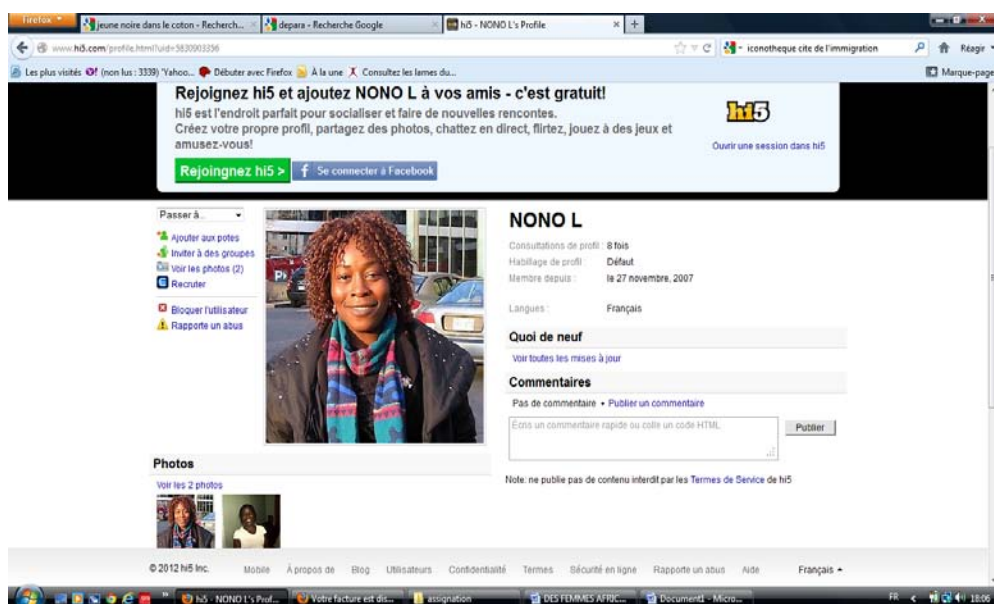 Firefox
jeune noire dans le coton - Recherch...
depara - Recherche Google
hi5 - NONO L's Profile
www.hi5.com/profile.html?uid=5830903356
iconotheque cite de l'immigration
Réagir
Les plus visités
(non lus : 3339) 'Yahoo...
Débuter avec Firefox
À la une
Consultez les lames du...
Marque-page
Rejoignez hi5 et ajoutez NONO L à vos amis - c'est gratuit!
hi5 est l'endroit parfait pour socialiser et faire de nouvelles rencontes.
Créez votre propre profil, partagez des photos, chattez en direct, flirtez, jouez à des jeux et
amusez-vous!
hi5
Ouvrir une session dans hi5
Rejoingnez hi5 >
Se connecter à Facebook
Passer à..
Ajouter aux potes
Inviter à des groupes
Voir les photos (2)
Recruter
Bloquer l'utilisateur
Rapporte un abus
NONO L
Consultations de profil : 8 fois
Habillage de profil : Défaut
Membre depuis : le 27 novembre, 2007
Langues : Français
Quoi de neuf
Voir toutes les mises à jour
Commentaires
Pas de commentaire • Publier un commentaire
Écris un commentaire rapide ou colle un code HTML.
Publier
Note: ne publie pas de contenu interdit par les Termes de Service de hi5
Photos
Voir les 2 photos
© 2012 hi5 Inc.
Mobile
À propos de
Blog
Utilisateurs
Confidentialité
Termes
Sécurité en ligne
Rapporte un abus
Aide
Français
hi5 - NONO L's Prof...
Votre facture est dis...
assignation
DES FEMMES AFRIC...
Document1 - Micro...
FR
18:06